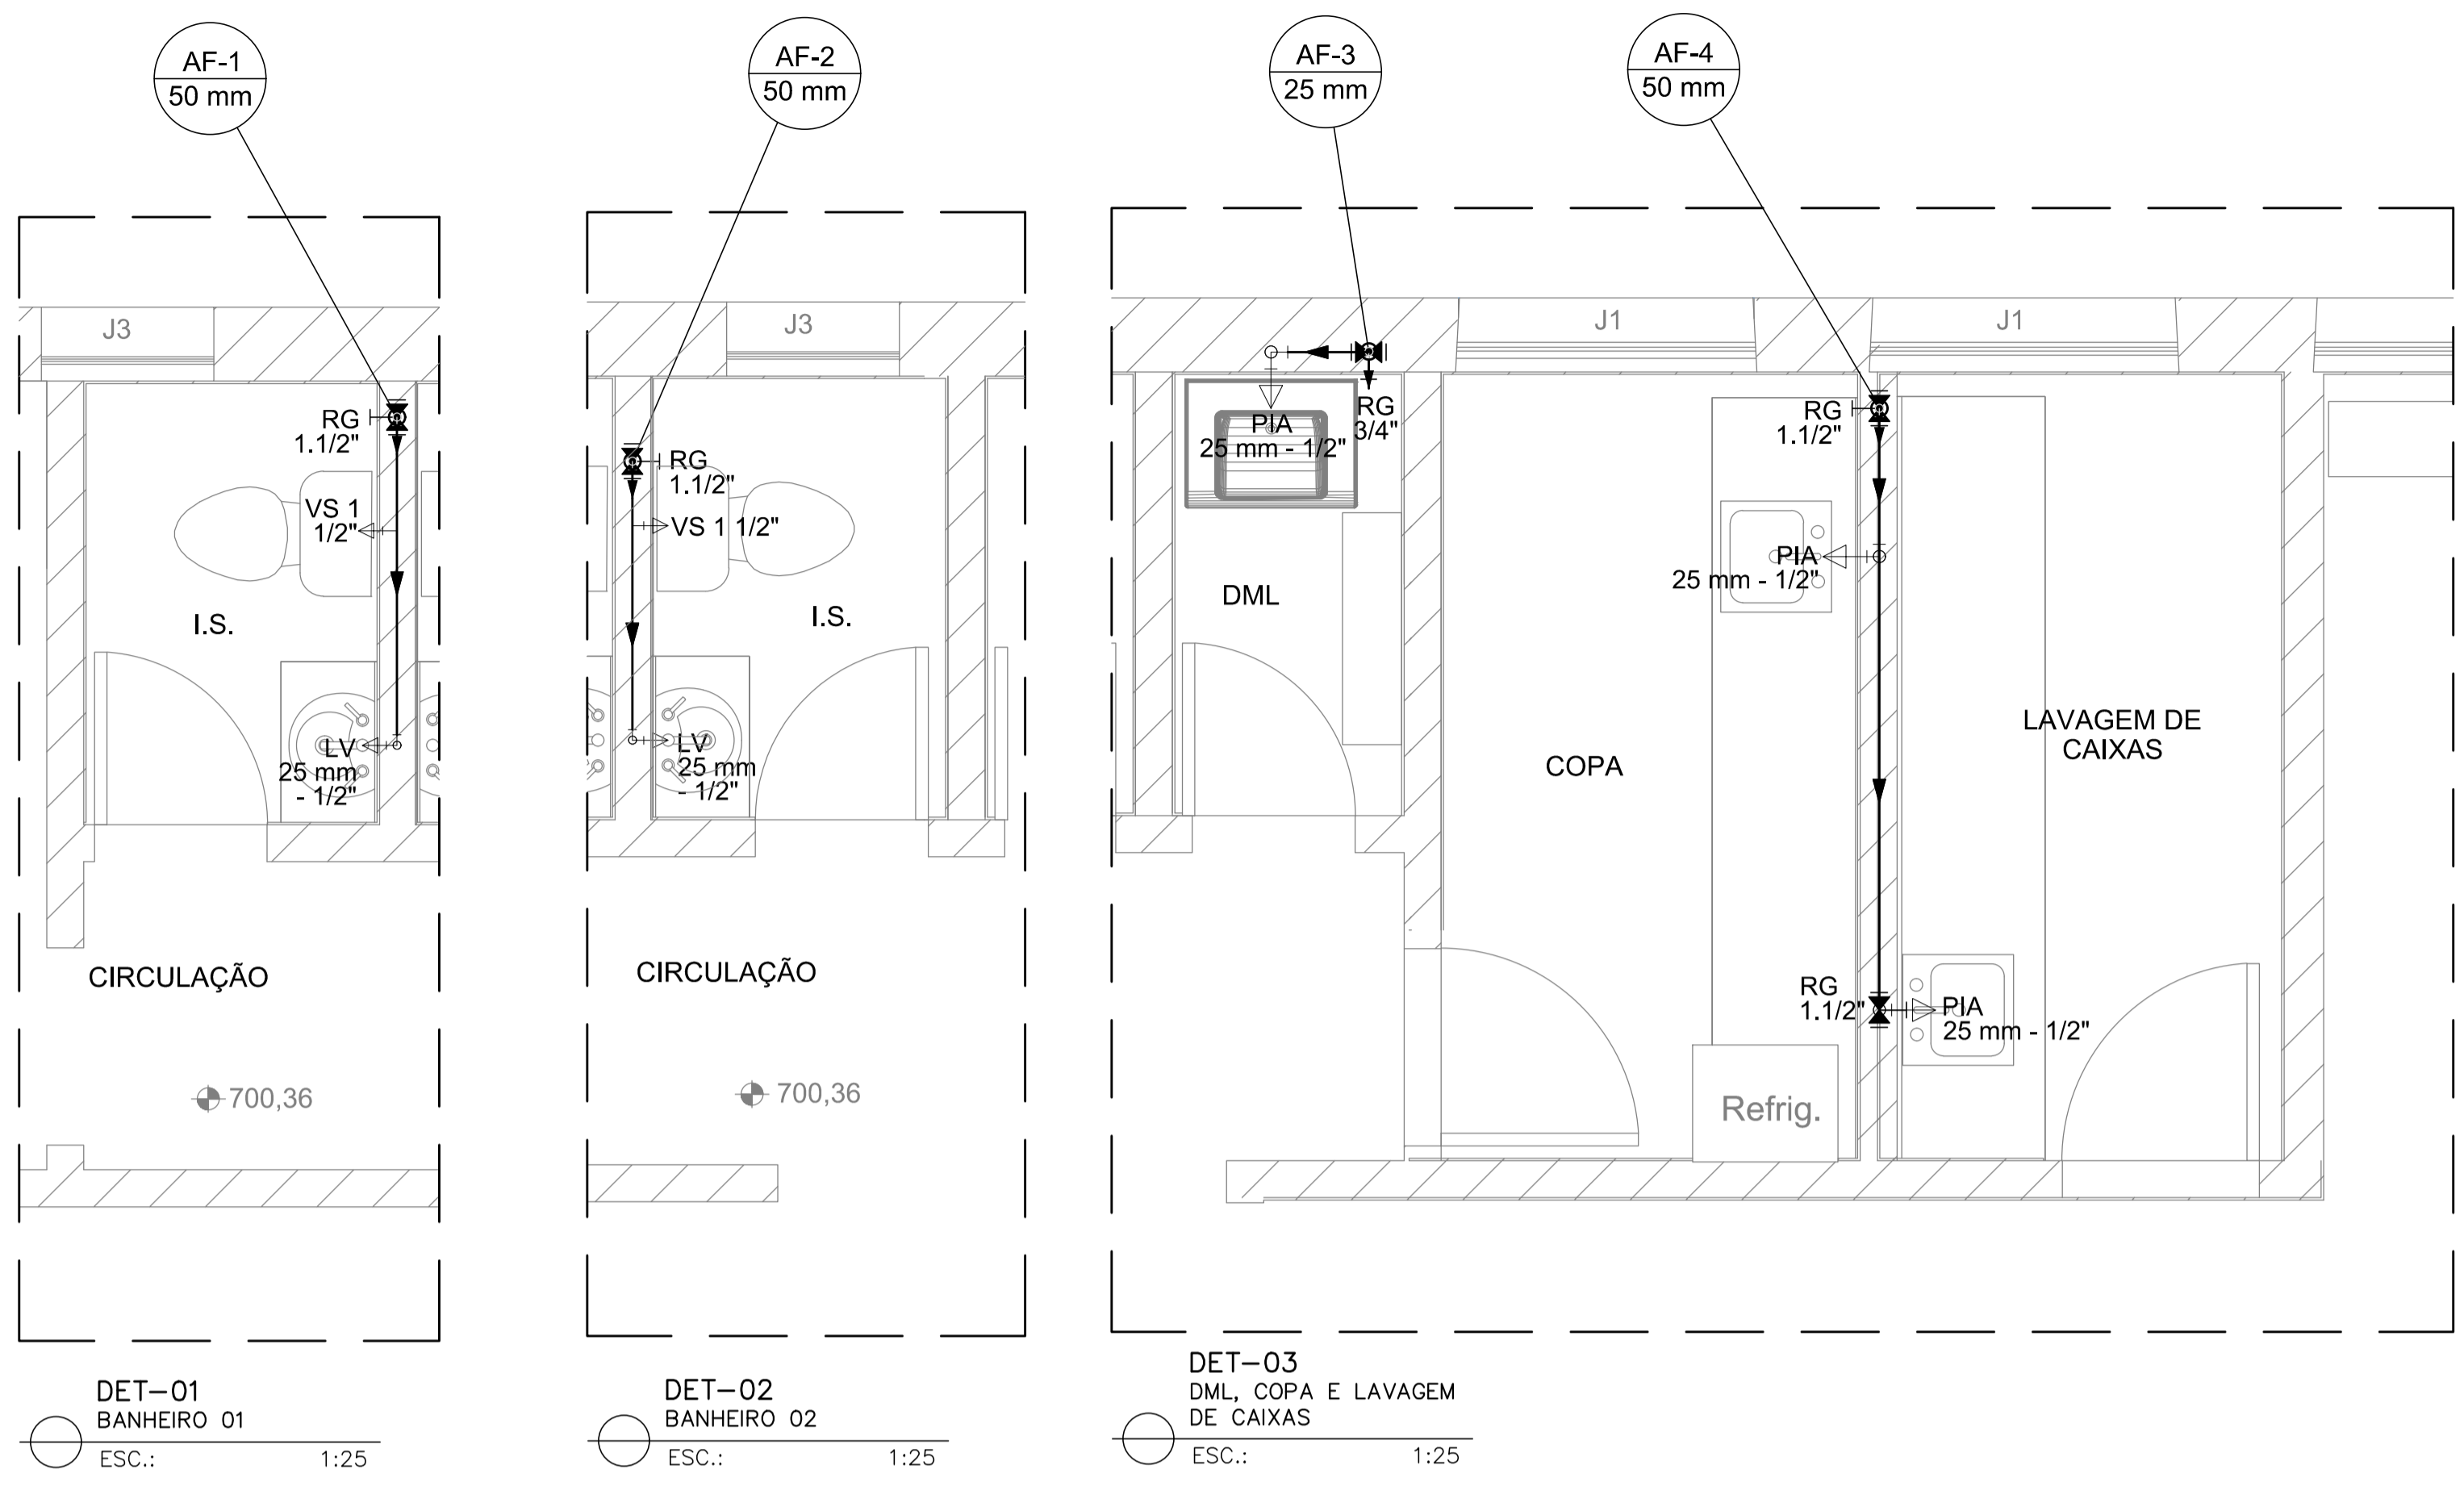 AF-1
50 mm
AF-2
50 mm
AF-3
25 mm
AF-4
50 mm
J3
RG
1.1/2"
VS 1
1/2"
I.S.
LV
25 mm
- 1/2"
CIRCULAÇÃO
700,36
J3
RG
1.1/2"
VS 1 1/2"
I.S.
LV
25 mm
- 1/2"
CIRCULAÇÃO
700,36
J1
J1
PIA
25 mm - 1/2"
RG
3/4"
RG
1.1/2"
PIA
25 mm - 1/2"
DML
COPA
LAVAGEM DE
CAIXAS
RG
1.1/2"
PIA
25 mm - 1/2"
Refrig.
DET-01
BANHEIRO 01
ESC.: 1:25
DET-02
BANHEIRO 02
ESC.: 1:25
DET-03
DML, COPA E LAVAGEM
DE CAIXAS
ESC.: 1:25